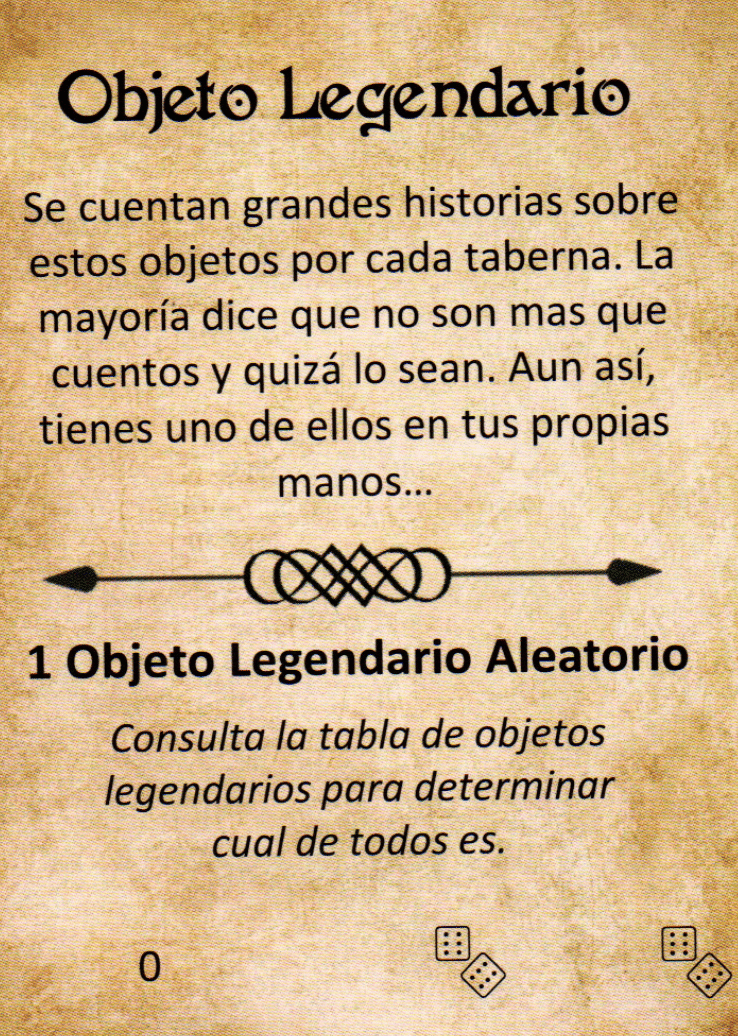 Objeto Legendario
Se cuentan grandes historias sobre
estos objetos por cada taberna. La
mayoría dice que no son mas que
cuentos y quizá lo sean. Aun así,
tienes uno de ellos en tus propias
manos...
1 Objeto Legendario Aleatorio
Consulta la tabla de objetos
legendarios para determinar
cual de todos es.
0